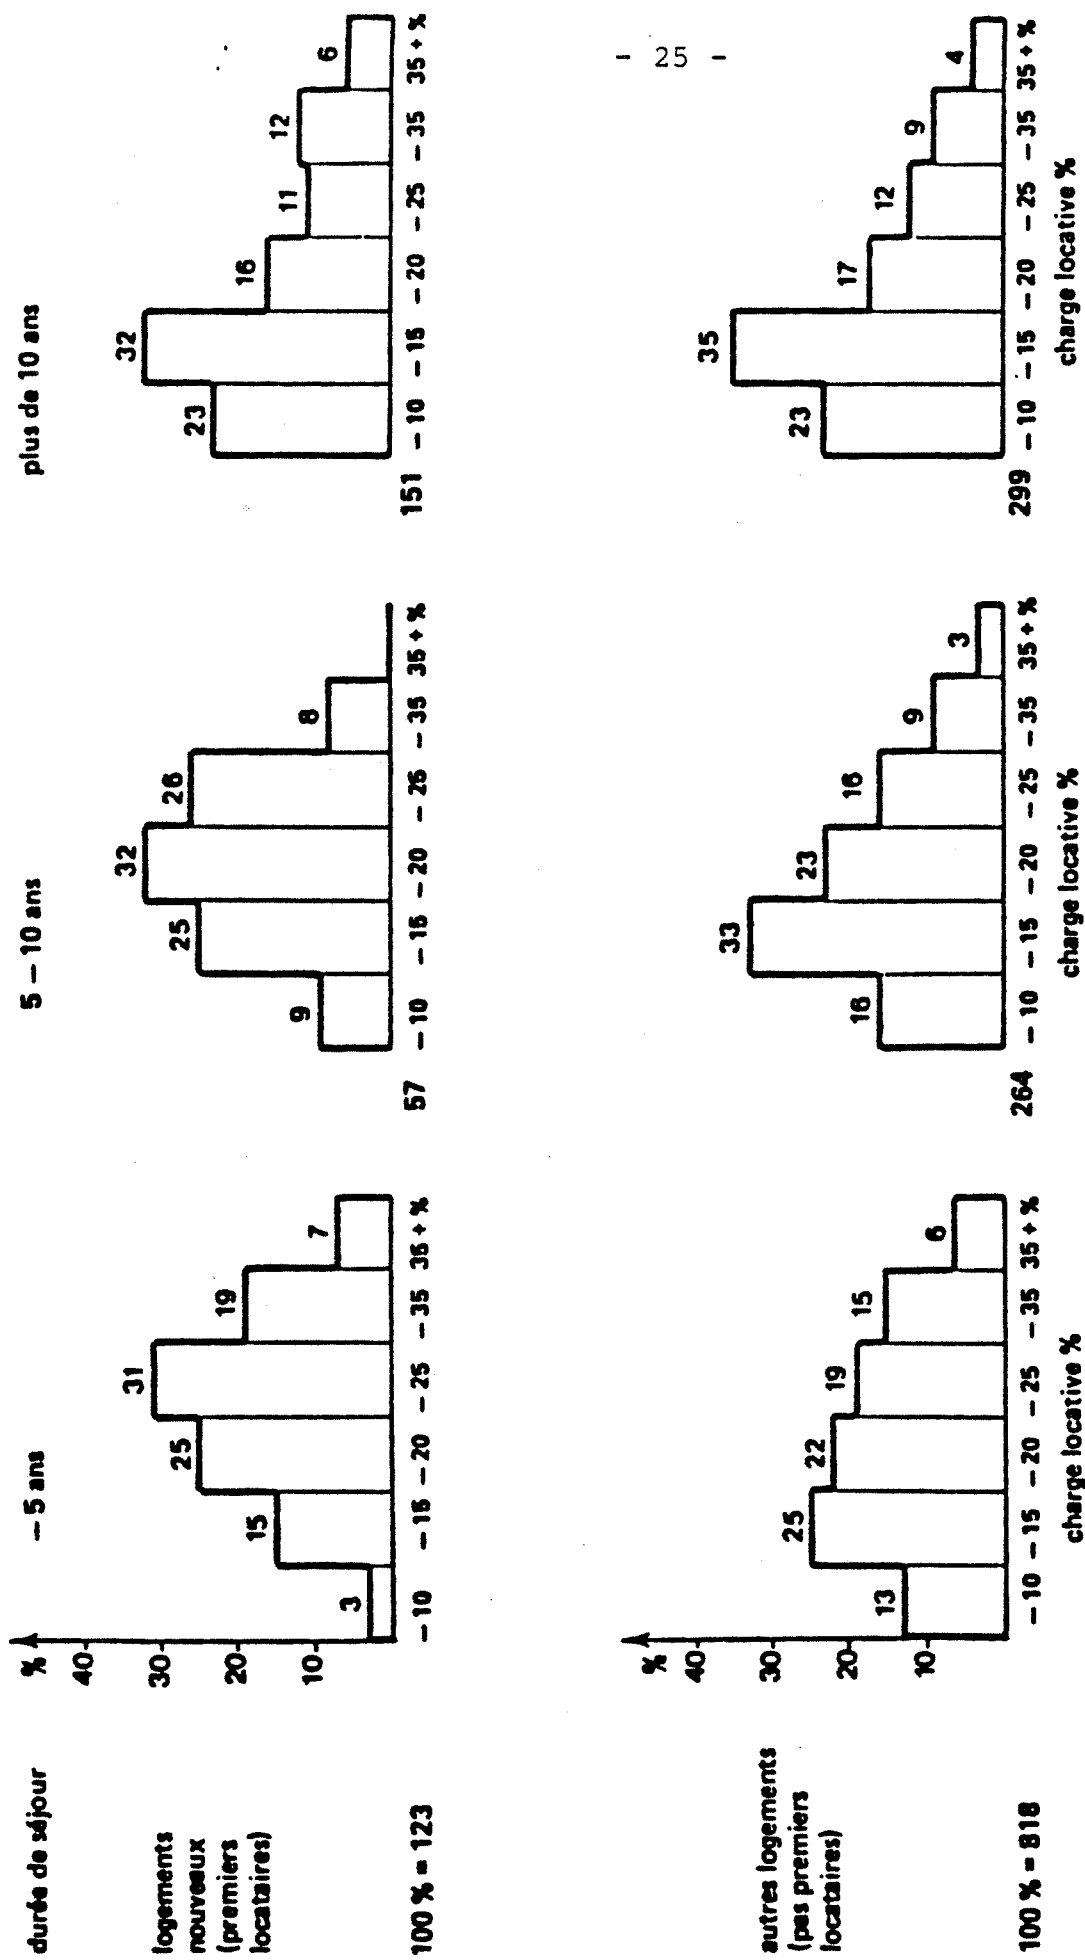 - 25 -
durée de séjour
— 5 ans
5 — 10 ans
plus de 10 ans
logements
nouveaux
(premiers
locataires)
%
40
30
20
10
3 15 25 31 19 7
9 25 32 26 8
23 32 16 11 12 6
100 % = 123
— 10 — 15 — 20 — 25 — 35 35 + %
57
— 10 — 15 — 20 — 25 — 35 35 + %
151
— 10 — 15 — 20 — 25 — 35 35 + %
autres logements
(pas premiers
locataires)
%
40
30
20
10
13 25 22 19 15 6
16 33 23 16 9 3
23 35 17 12 9 4
100 % = 818
— 10 — 15 — 20 — 25 — 35 35 + %
264
— 10 — 15 — 20 — 25 — 35 35 + %
299
— 10 — 15 — 20 — 25 — 35 35 + %
charge locative %
charge locative %
charge locative %